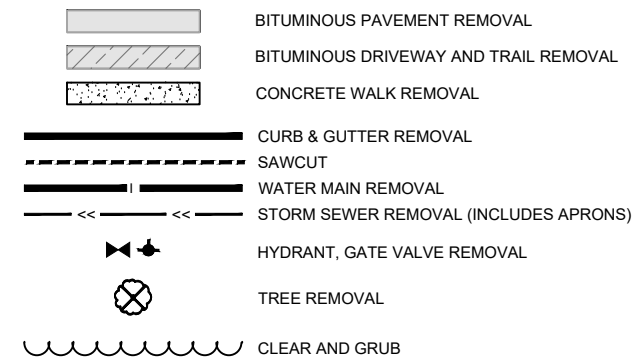 BITUMINOUS PAVEMENT REMOVAL
BITUMINOUS DRIVEWAY AND TRAIL REMOVAL
CONCRETE WALK REMOVAL
CURB & GUTTER REMOVAL
SAWCUT
I WATER MAIN REMOVAL
<< << STORM SEWER REMOVAL (INCLUDES APRONS)
HYDRANT, GATE VALVE REMOVAL
TREE REMOVAL
CLEAR AND GRUB